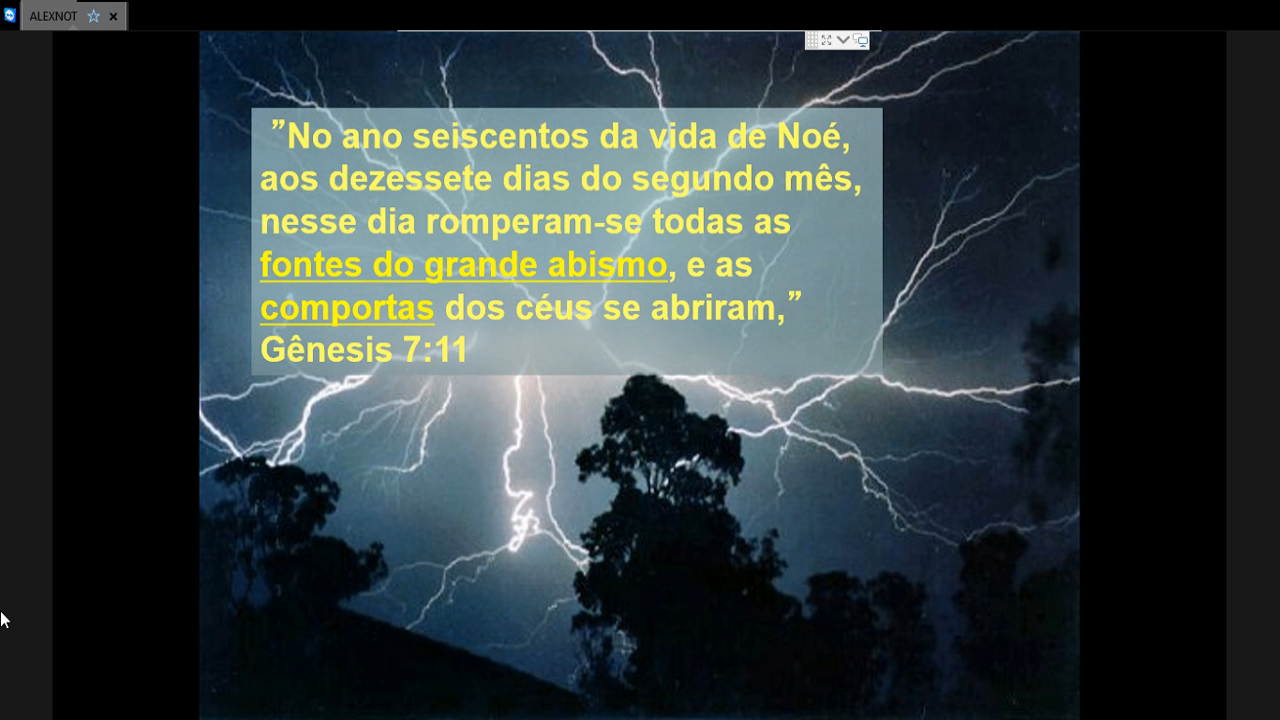 ALEXNOT
”No ano seiscentos da vida de Noé,
aos dezessete dias do segundo mês,
nesse dia romperam-se todas as
fontes do grande abismo, e as
comportas dos céus se abriram,”
Gênesis 7:11